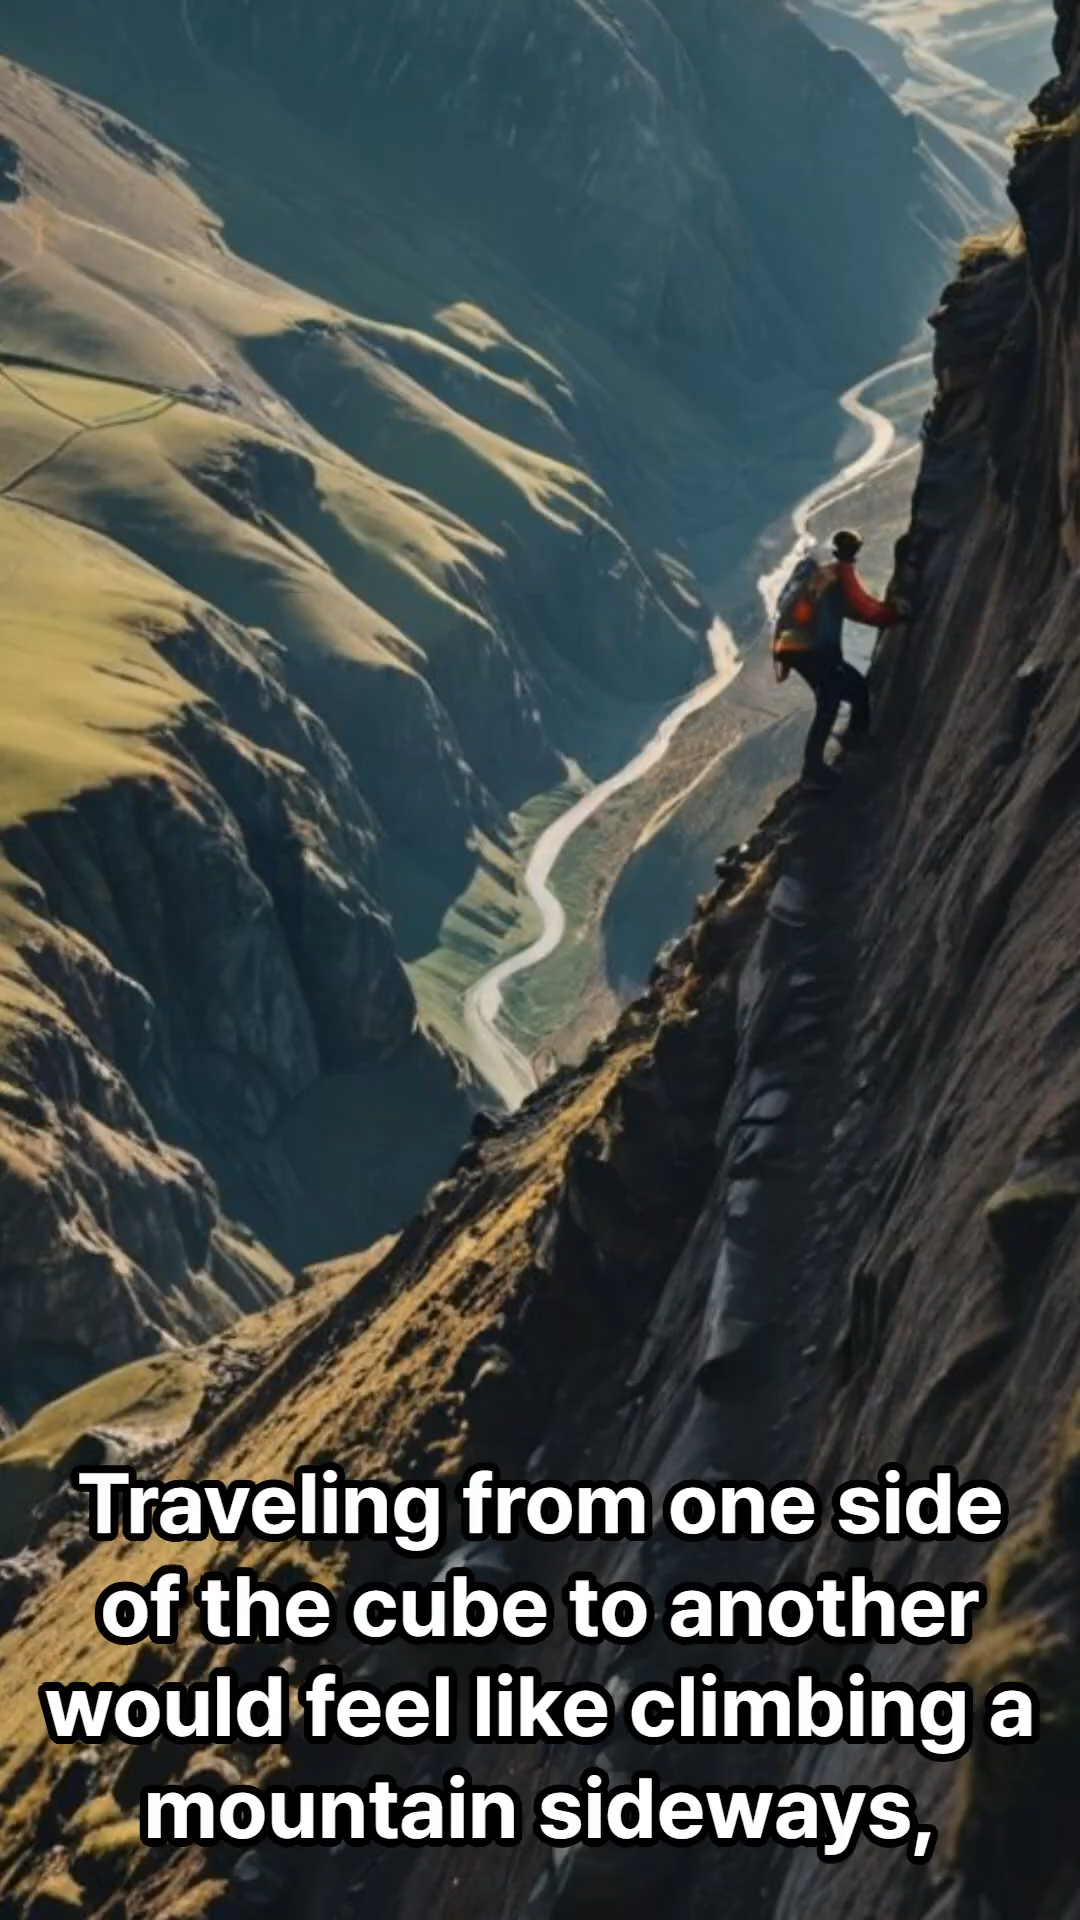 Traveling from one side
of the cube to another
would feel like climbing a
mountain sideways,